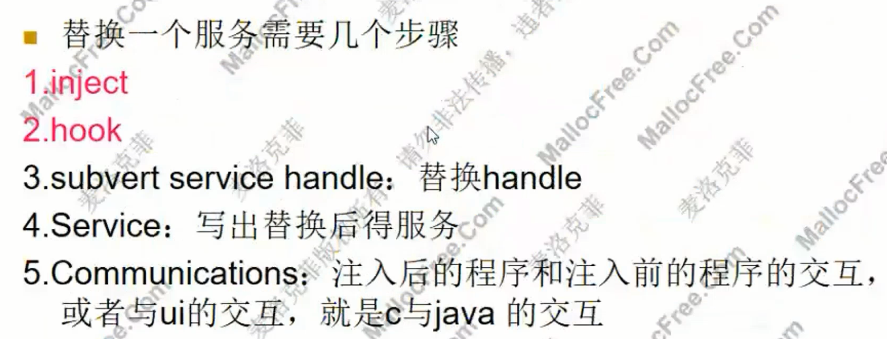 替换一个服务需要几个步骤
1.inject
2.hook
3.subvert service handle：替换handle
4.Service：写出替换后得服务
5.Communications：注入后的程序和注入前的程序的交互，
或者与ui的交互，就是c与java 的交互
MallocFree.Com
麦洛克菲
麦洛克菲版权所有，请勿非法传播，违者